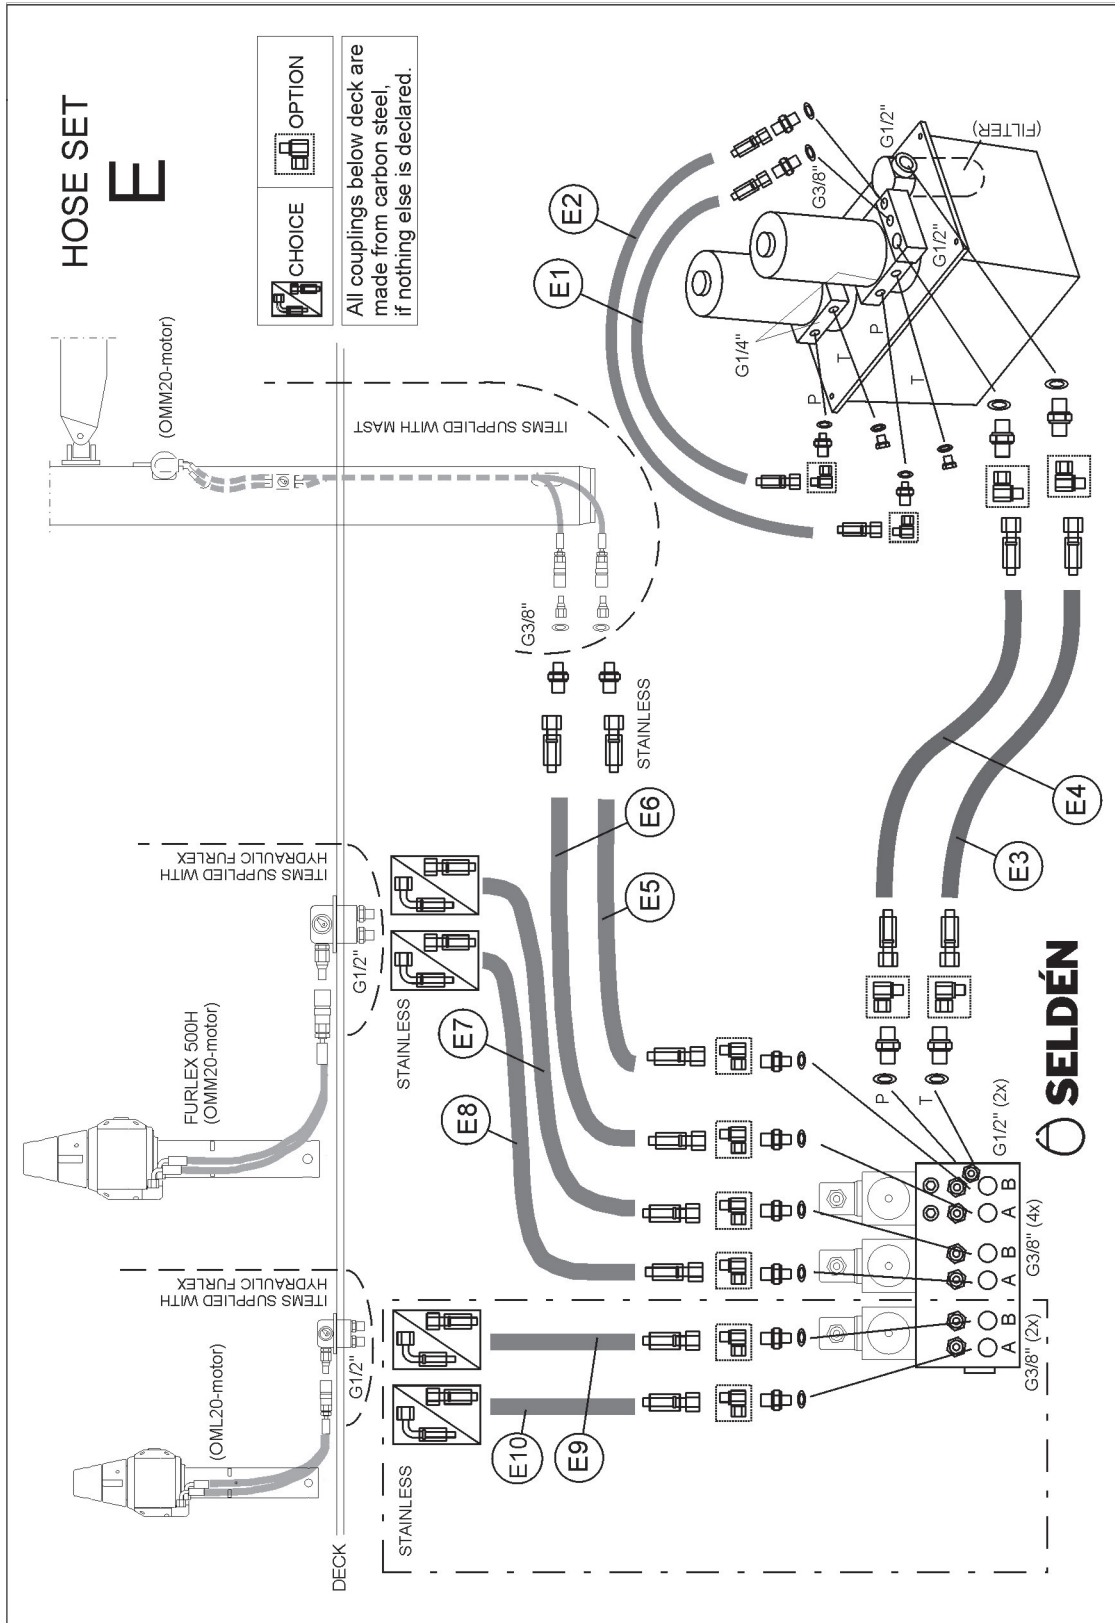 HOSE SET
E
CHOICE
OPTION
All couplings below deck are
made from carbon steel,
if nothing else is declared.
(OMM20-motor)
ITEMS SUPPLIED WITH MAST
FURLEX 500H
(OMM20-motor)
ITEMS SUPPLIED WITH
HYDRAULIC FURLEX
G1/2"
(OML20-motor)
ITEMS SUPPLIED WITH
HYDRAULIC FURLEX
G1/2"
DECK
STAINLESS
STAINLESS
G3/8"
STAINLESS
E10
E9
E8
E7
E6
E5
E2
E1
G1/4"
P
T
P
T
G3/8"
G1/2"
G1/2"
(FILTER)
E3
E4
P
T
G1/2" (2x)
A
B
A
B
A
B
G3/8" (2x)
G3/8" (4x)
SELDÉN